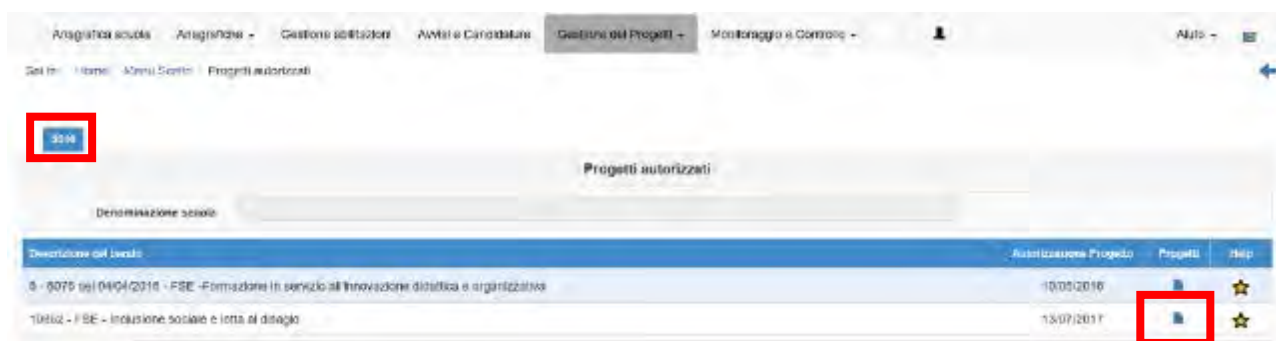 Anagrafica scuola Anagrafiche Gestione abilitazioni Avvisi e Candidature Gestione dei Progetti Monitoraggio e Controllo Aiuto
Sei in: Home Menu Scelte Progetti autorizzati
Progetti autorizzati
Denominazione scuola
Descrizione del bando Autorizzazione Progetto Progetti Help
6076 del 04/04/2016 - FSE -Formazione in servizio all'innovazione didattica e organizzativa 10/05/2016
10862 - FSE - Inclusione sociale e lotta al disagio 13/07/2017